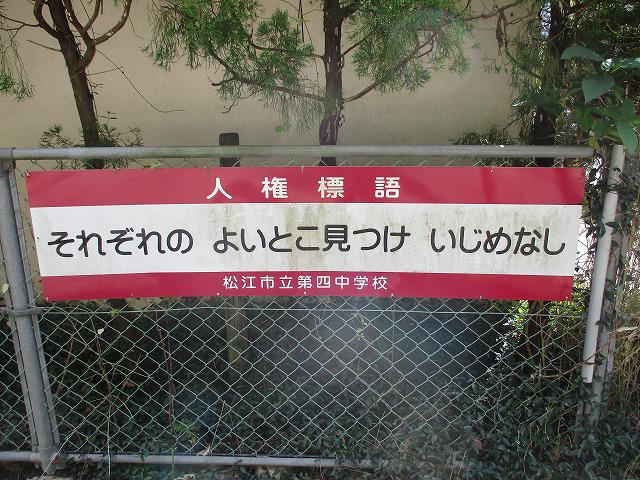 人権標語
それぞれの よいとこ見つけ いじめなし
松江市立第四中学校